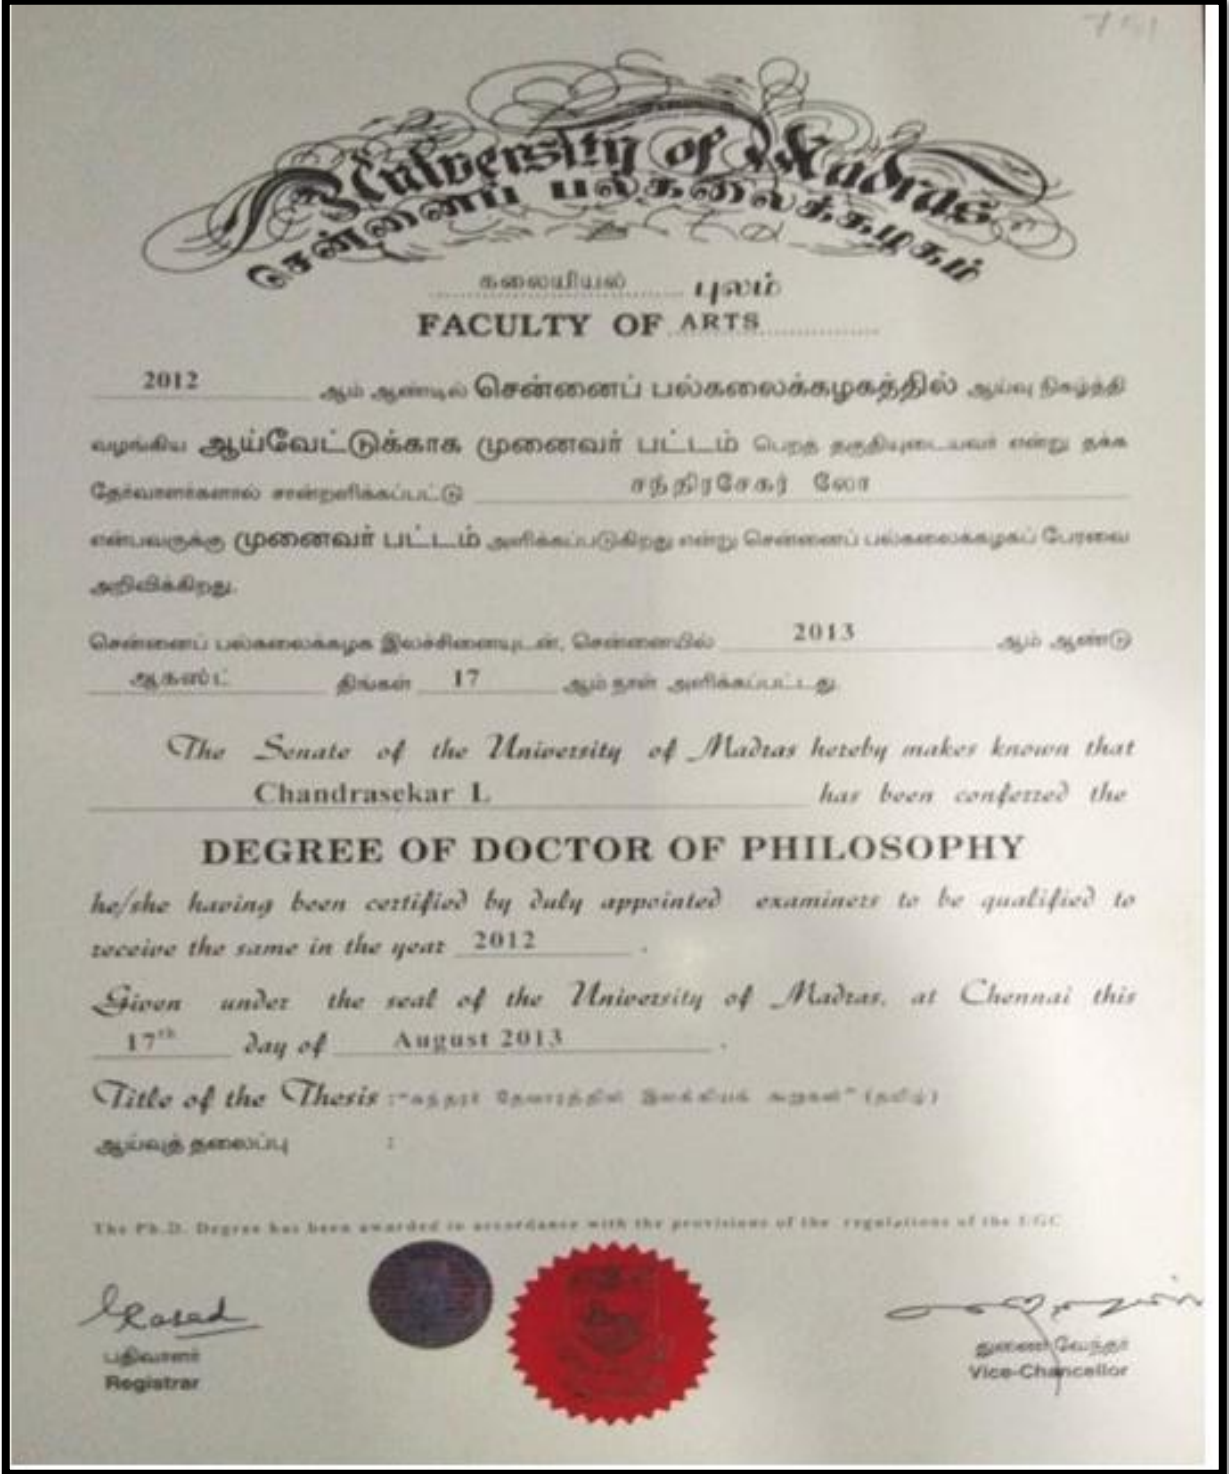 University of Madras
சென்னைப் பல்கலைக்கழகம்
கலையியல் புலம்
FACULTY OF ARTS
2012 ஆம் ஆண்டில் சென்னைப் பல்கலைக்கழகத்தில் ஆய்வு நிகழ்த்தி
வழங்கிய ஆய்வேட்டுக்காக முனைவர் பட்டம் பெறத் தகுதியுடையவர் என்று தக்க
தேர்வாளர்களால் சான்றளிக்கப்பட்டு சந்திரசேகர் லோ
என்பவருக்கு முனைவர் பட்டம் அளிக்கப்படுகிறது என்று சென்னைப் பல்கலைக்கழகப் பேரவை
அறிவிக்கிறது.
சென்னைப் பல்கலைக்கழக இலச்சினையுடன், சென்னையில் 2013 ஆம் ஆண்டு
ஆகஸ்ட் திங்கள் 17 ஆம் நாள் அளிக்கப்பட்டது.
The Senate of the University of Madras hereby makes known that
Chandrasekar L has been conferred the
DEGREE OF DOCTOR OF PHILOSOPHY
he/she having been certified by duly appointed examiners to be qualified to
receive the same in the year 2012 .
Given under the seal of the University of Madras, at Chennai this
17th day of August 2013 .
Title of the Thesis : "சுந்தரர் தேவாரத்தில் இலக்கியக் கூறுகள்" (தமிழ்)
ஆய்வுத் தலைப்பு :
The Ph.D. Degree has been awarded in accordance with the provisions of the regulations of the UGC
பதிவாளர்
Registrar
துணை வேந்தர்
Vice-Chancellor